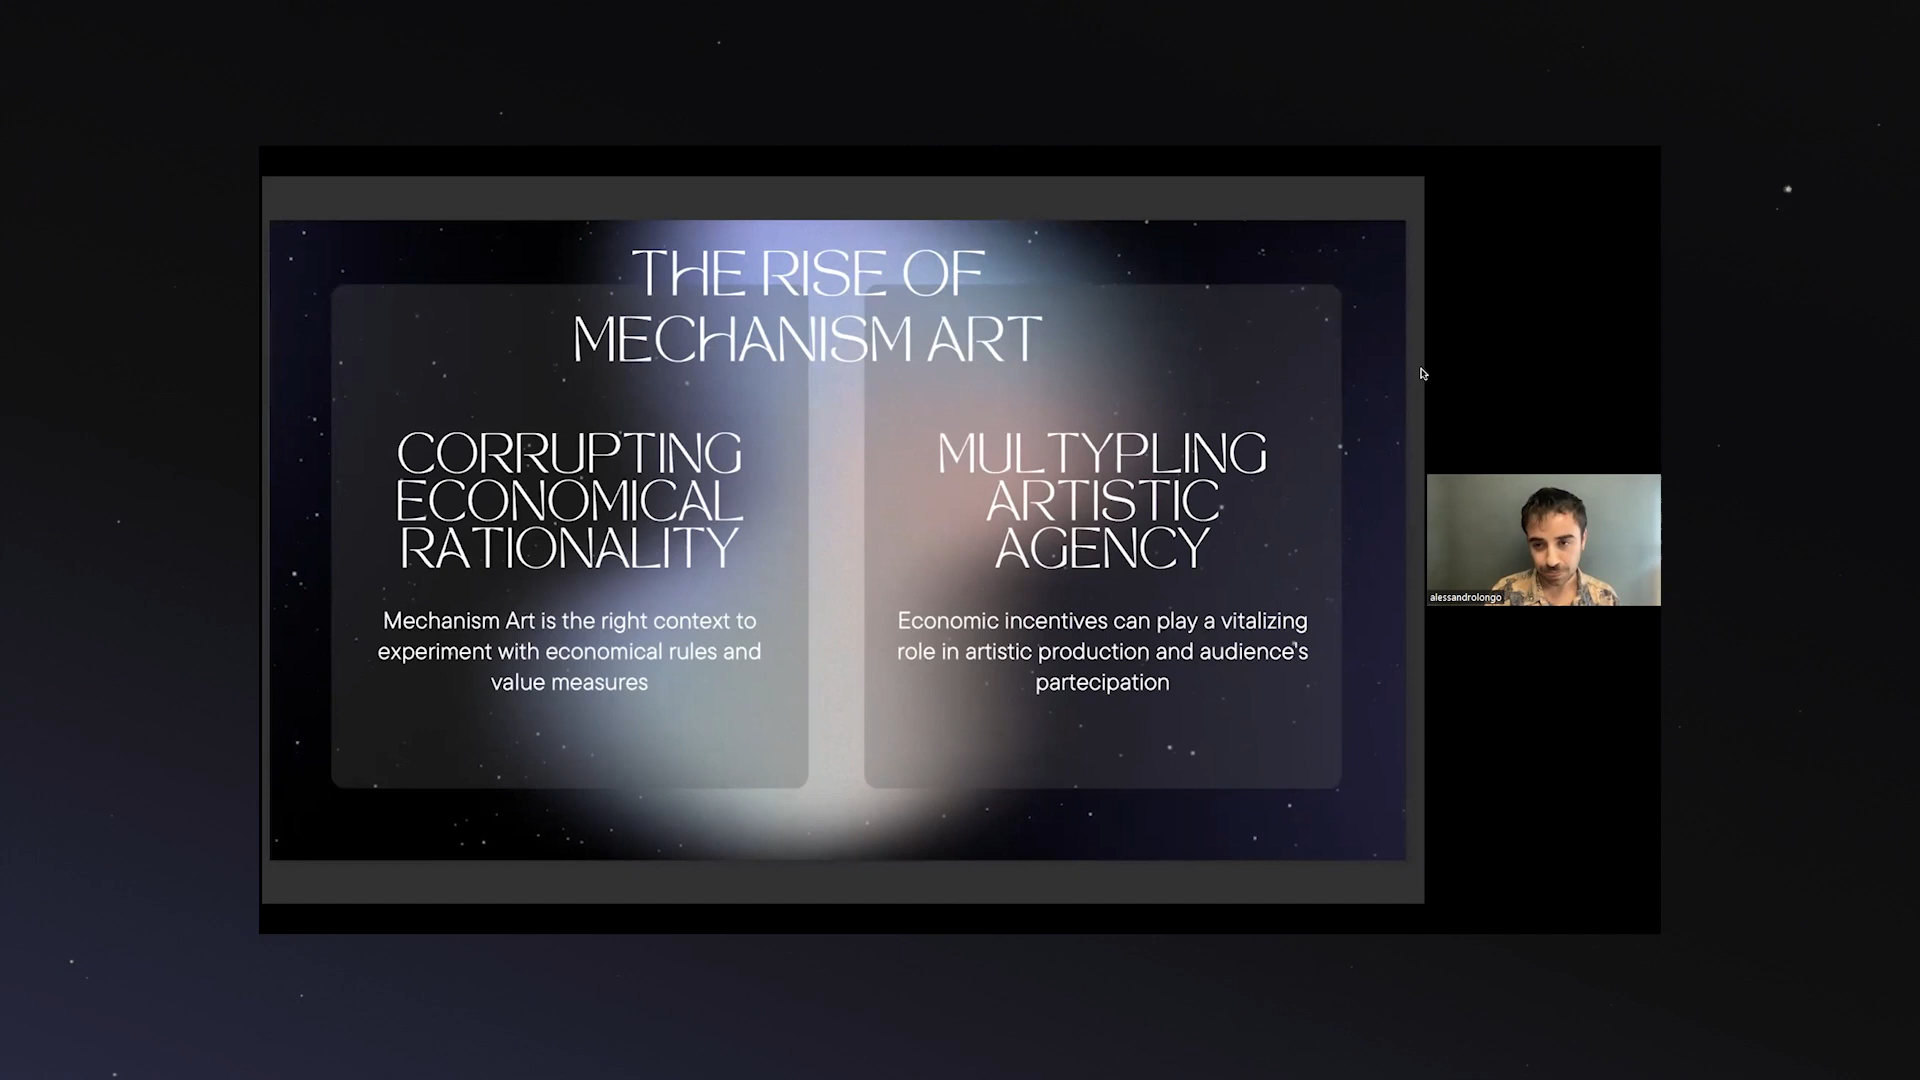 THE RISE OF
MECHANISM ART
CORRUPTING
ECONOMICAL
RATIONALITY
Mechanism Art is the right context to
experiment with economical rules and
value measures
MULTYPLING
ARTISTIC
AGENCY
Economic incentives can play a vitalizing
role in artistic production and audience's
partecipation
alessandrolongo